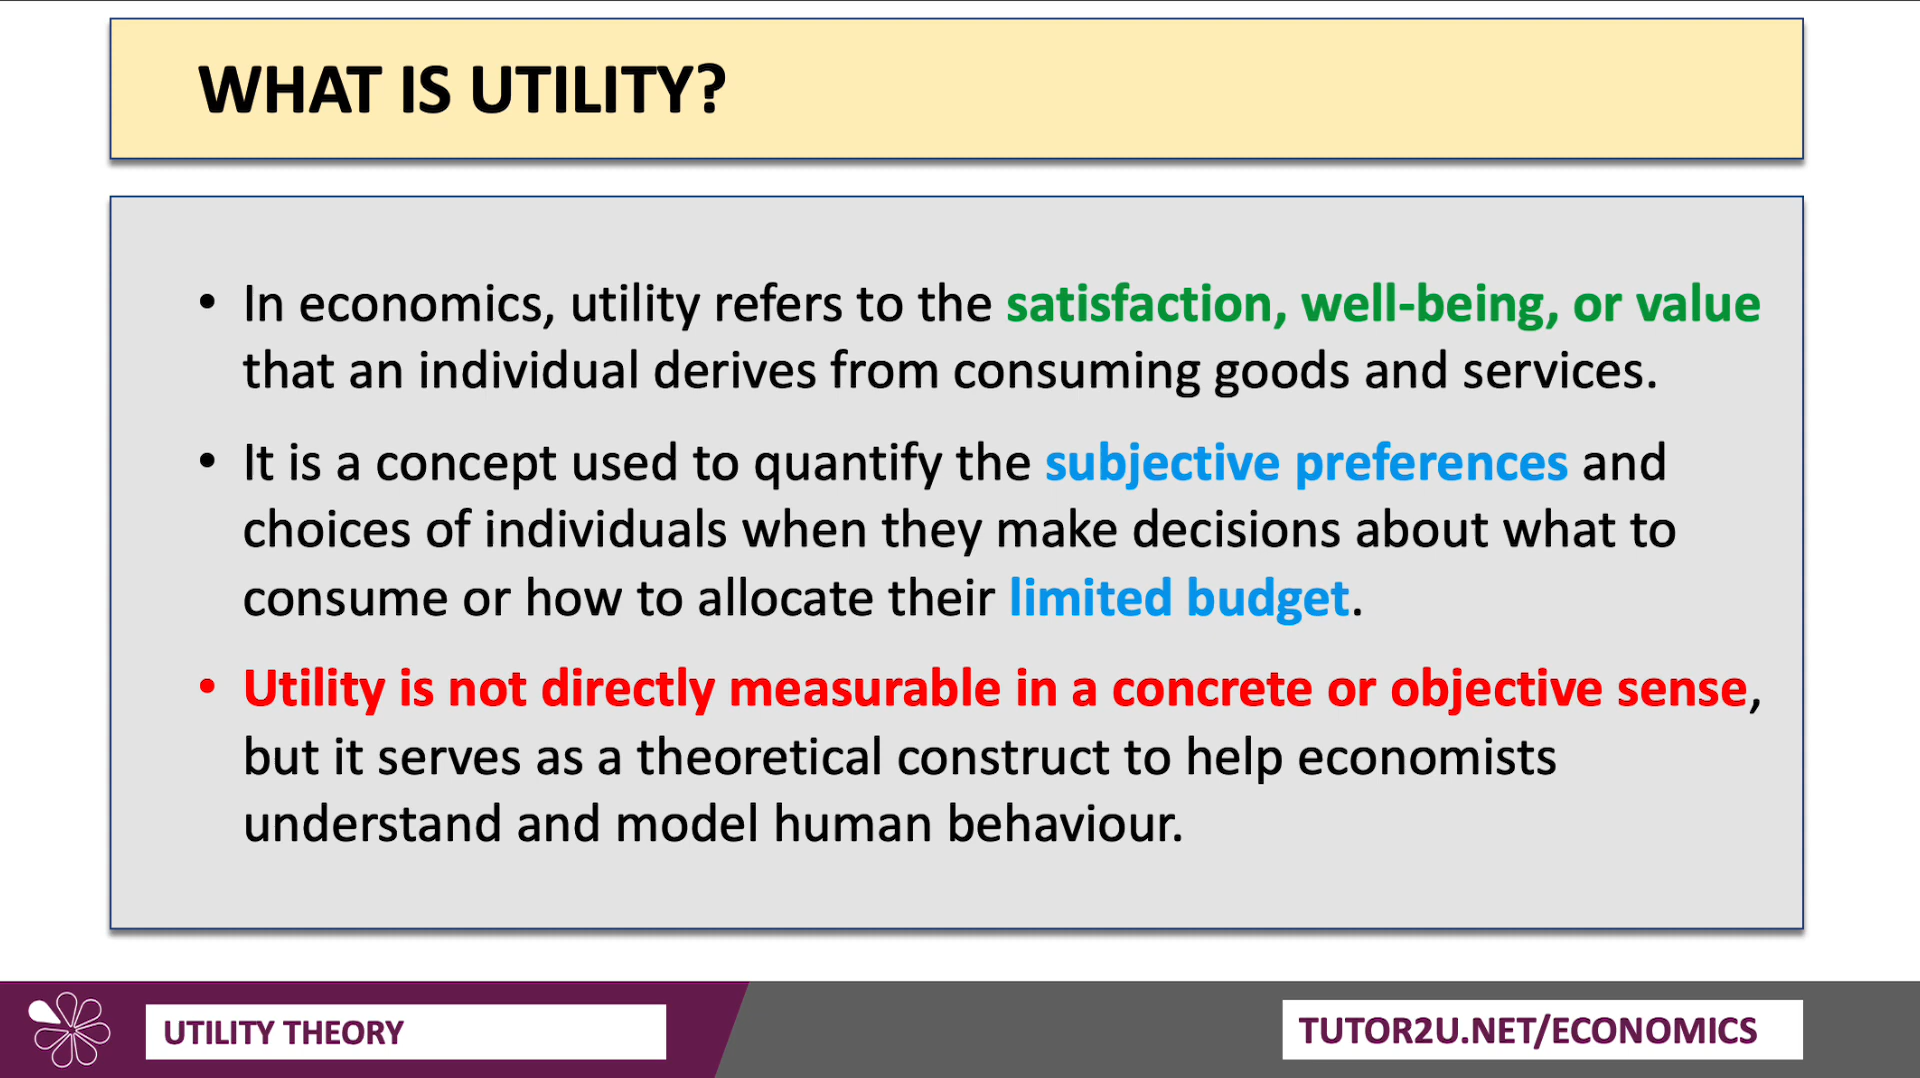 WHAT IS UTILITY?
• In economics, utility refers to the satisfaction, well-being, or value
that an individual derives from consuming goods and services.
• It is a concept used to quantify the subjective preferences and
choices of individuals when they make decisions about what to
consume or how to allocate their limited budget.
• Utility is not directly measurable in a concrete or objective sense,
but it serves as a theoretical construct to help economists
understand and model human behaviour.
UTILITY THEORY
TUTOR2U.NET/ECONOMICS